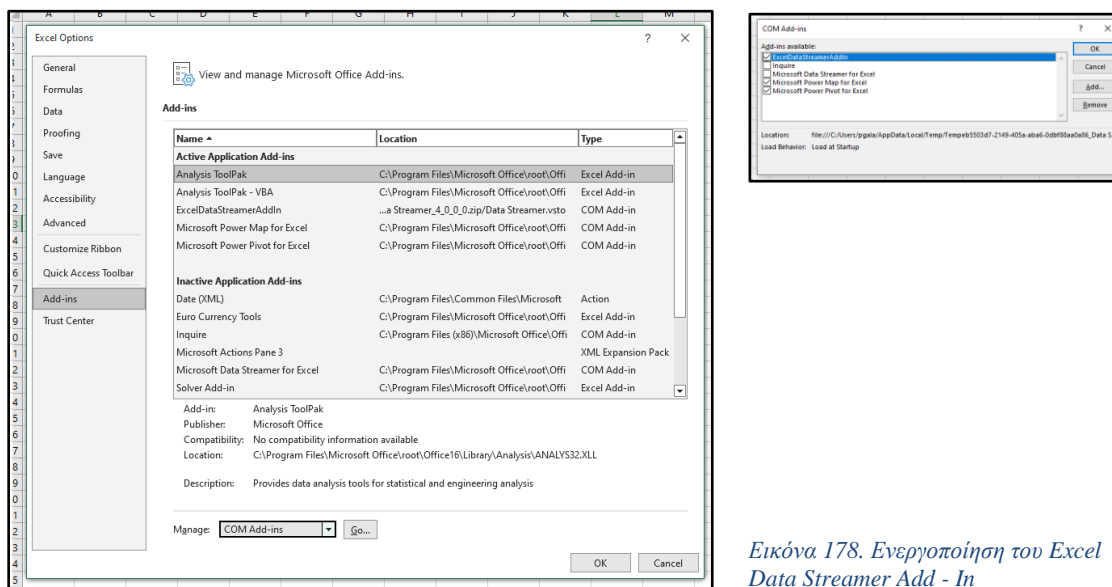 A B C D E F G H I J K L M
Excel Options ? ×
General
Formulas
Data
Proofing
Save
Language
Accessibility
Advanced
Customize Ribbon
Quick Access Toolbar
Add-ins
Trust Center
View and manage Microsoft Office Add-ins.
Add-ins
Name Location Type
Active Application Add-ins
Analysis ToolPak C:\Program Files\Microsoft Office\root\Offi Excel Add-in
Analysis ToolPak - VBA C:\Program Files\Microsoft Office\root\Offi Excel Add-in
ExcelDataStreamerAddIn ...a Streamer_4_0_0_0.zip/Data Streamer.vsto COM Add-in
Microsoft Power Map for Excel C:\Program Files\Microsoft Office\root\Offi COM Add-in
Microsoft Power Pivot for Excel C:\Program Files\Microsoft Office\root\Offi COM Add-in
Inactive Application Add-ins
Date (XML) C:\Program Files\Common Files\Microsoft Action
Euro Currency Tools C:\Program Files\Microsoft Office\root\Offi Excel Add-in
Inquire C:\Program Files (x86)\Microsoft Office\Offi COM Add-in
Microsoft Actions Pane 3 XML Expansion Pack
Microsoft Data Streamer for Excel C:\Program Files\Microsoft Office\root\Offi COM Add-in
Solver Add-in C:\Program Files\Microsoft Office\root\Offi Excel Add-in
Add-in: Analysis ToolPak
Publisher: Microsoft Office
Compatibility: No compatibility information available
Location: C:\Program Files\Microsoft Office\root\Office16\Library\Analysis\ANALYS32.XLL
Description: Provides data analysis tools for statistical and engineering analysis
Manage: COM Add-ins Go...
OK Cancel
COM Add-ins ? ×
Add-ins available:
ExcelDataStreamerAddIn
Inquire
Microsoft Data Streamer for Excel
Microsoft Power Map for Excel
Microsoft Power Pivot for Excel
OK
Cancel
Add...
Remove
Location:
Load Behavior: Load at Startup
Εικόνα 178. Ενεργοποίηση του Excel
Data Streamer Add - In